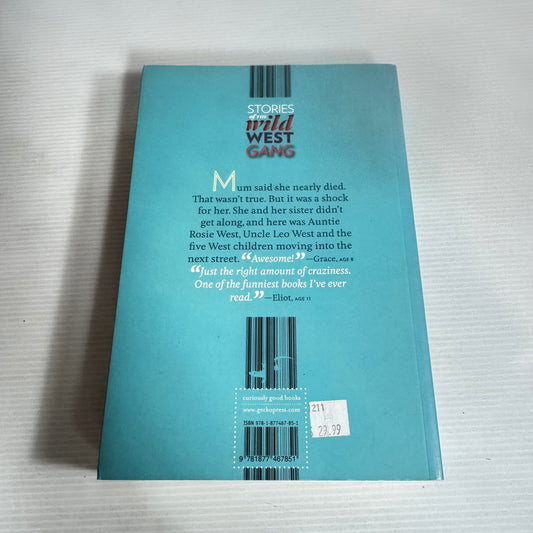 STORIES
of the
wild
WEST
GANG
Mum said she nearly died.
That wasn't true. But it was a shock
for her. She and her sister didn't
get along, and here was Auntie
Rosie West, Uncle Leo West and the
five West children moving into the
next street. “Awesome!”—Grace, AGE 8
“Just the right amount of craziness.
One of the funniest books I've ever
read.”—Eliot, AGE 11
curiously good books
www.geckopress.com
ISBN 978-1-877467-85-1
9 781877 467851
211
$ 29.99